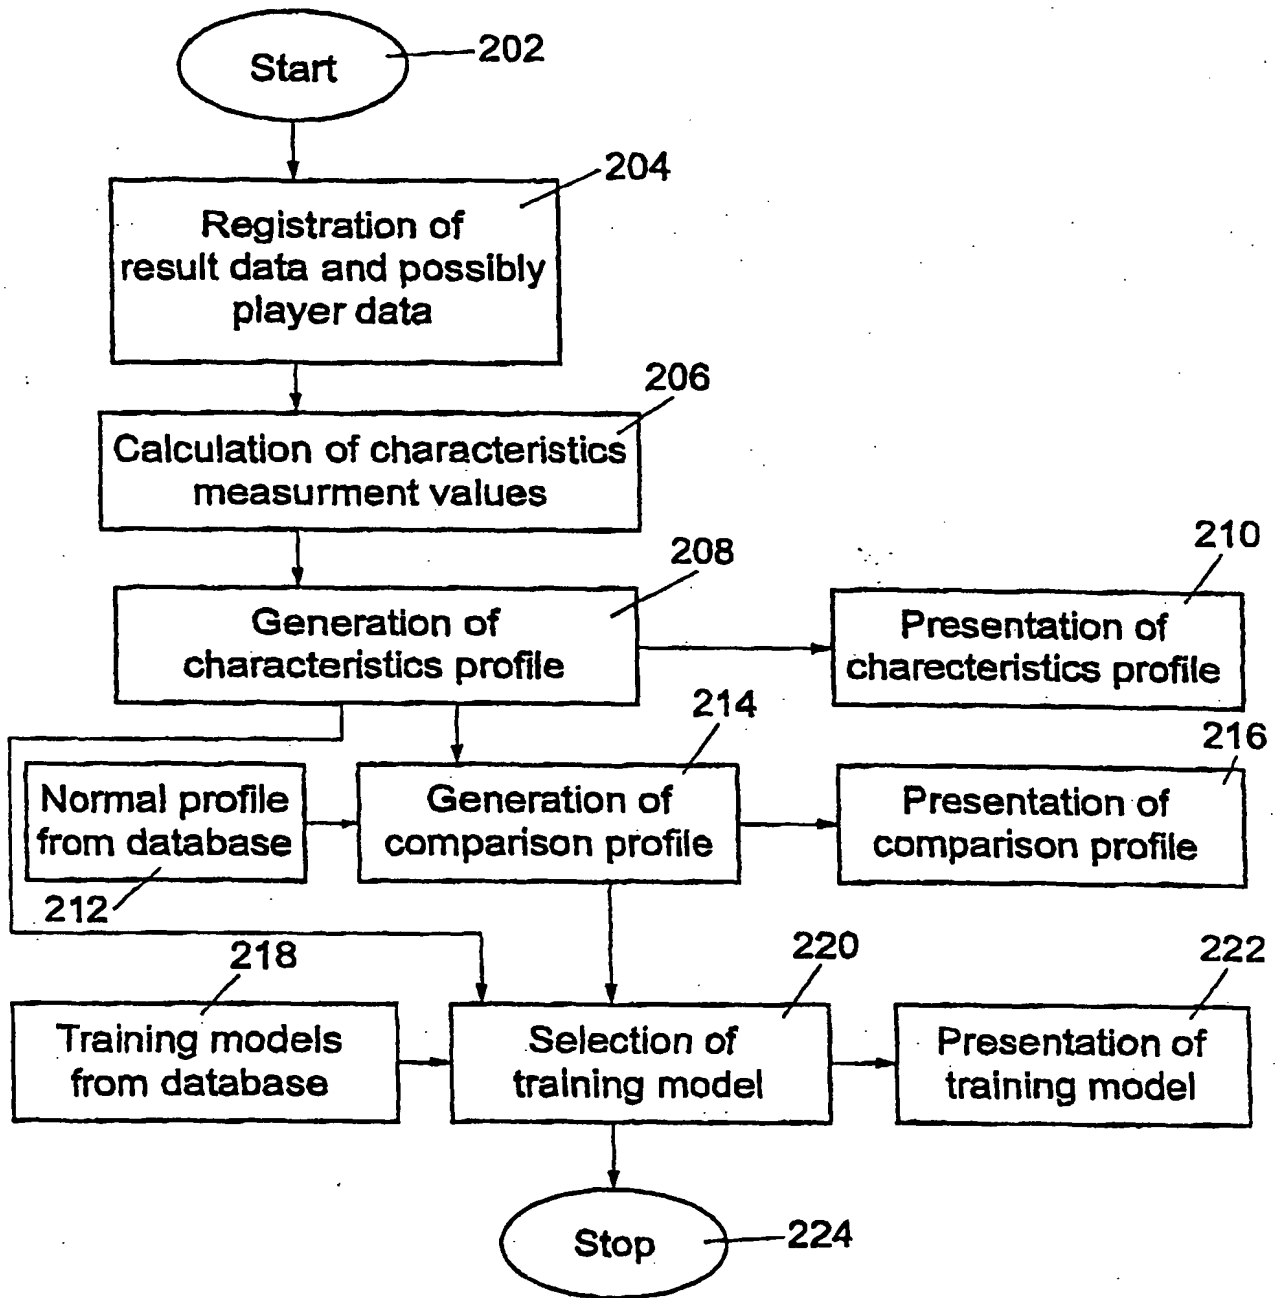 Start
202
204
Registration of
result data and possibly
player data
206
Calculation of characteristics
measurment values
208
Generation of
characteristics profile
210
Presentation of
charecteristics profile
214
216
Normal profile
from database
212
Generation of
comparison profile
Presentation of
comparison profile
218
220
222
Training models
from database
Selection of
training model
Presentation of
training model
Stop
224